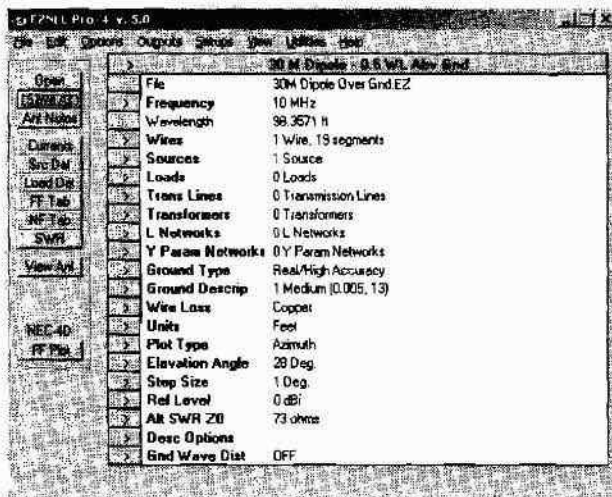 EZNEC Pro/4 v. 5.0
File Edit Options Outputs Setups View Utilities Help
30 M Dipole - 0.5 WL Abv Gnd
Open
Save As
Ant Notes
Currents
Src Dat
Load Dat
FF Tab
NF Tab
SWR
View Ant
NEC-4D
FF Plot
File 30M Dipole Over Gnd.EZ
Frequency 10 MHz
Wavelength 98.3571 ft
Wires 1 Wire, 19 segments
Sources 1 Source
Loads 0 Loads
Trans Lines 0 Transmission Lines
Transformers 0 Transformers
L Networks 0 L Networks
Y Param Networks 0 Y Param Networks
Ground Type Real/High Accuracy
Ground Descrip 1 Medium (0.005, 13)
Wire Loss Copper
Units Feet
Plot Type Azimuth
Elevation Angle 28 Deg.
Step Size 1 Deg.
Ref Level 0 dBi
Alt SWR Z0 73 ohms
Desc Options
Gnd Wave Dist OFF